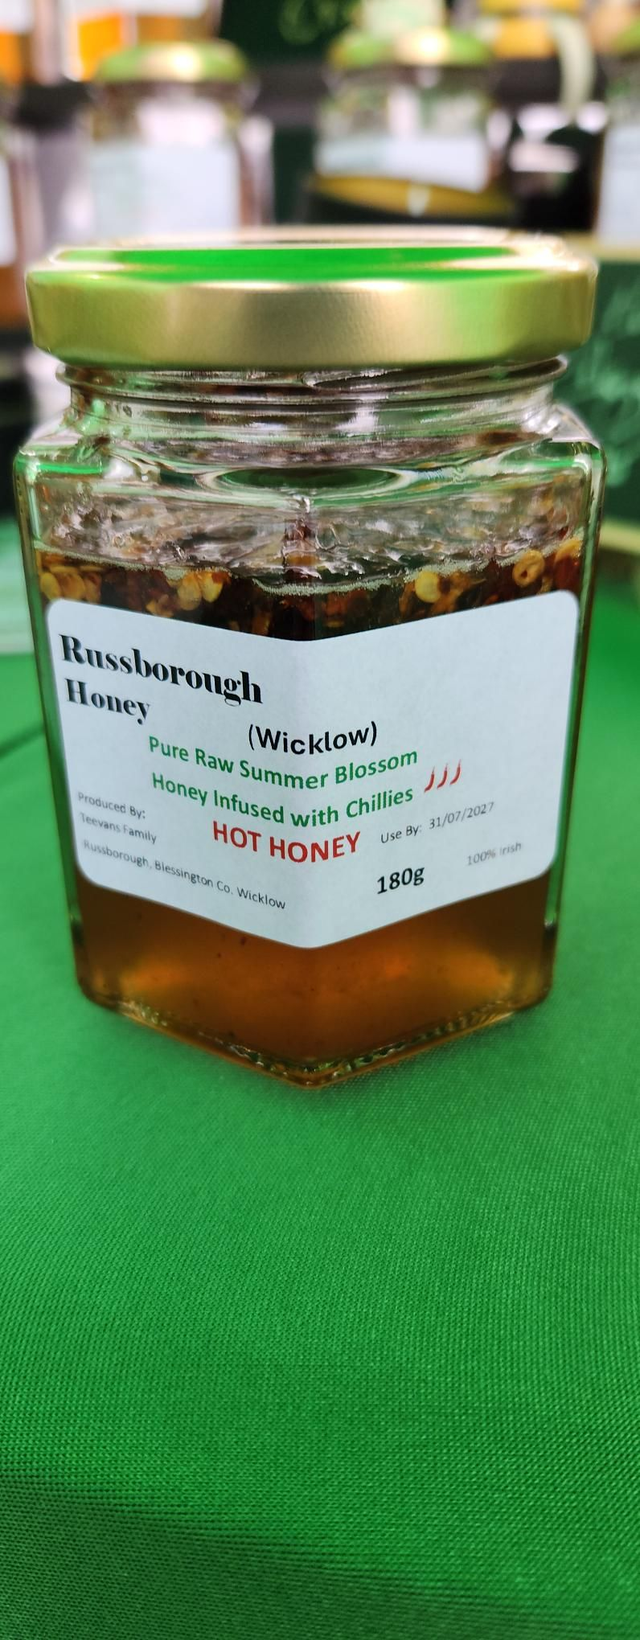 Russborough
Honey
(Wicklow)
Pure Raw Summer Blossom
Honey Infused with Chillies
HOT HONEY
Produced By:
Teevans Family
Russborough, Blessington Co. Wicklow
Use By: 31/07/2027
180g
100% Irish